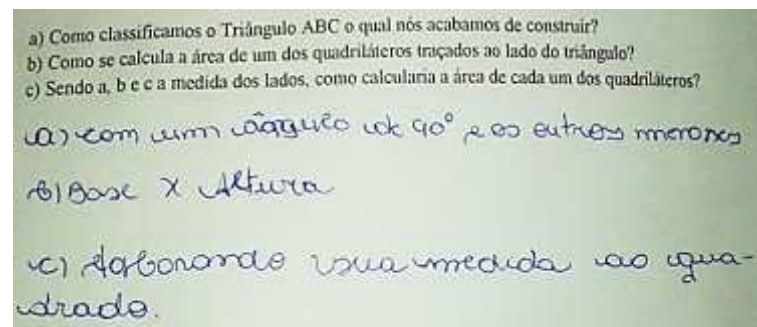 a) Como classificamos o Triângulo ABC o qual nós acabamos de construir?
b) Como se calcula a área de um dos quadriláteros traçados ao lado do triângulo?
c) Sendo a, b e c a medida dos lados, como calcularia a área de cada um dos quadriláteros?
a) com um ângulo de 90° e os outros menores
b) Base X Altura
c) sua medida ao qua-
drado.